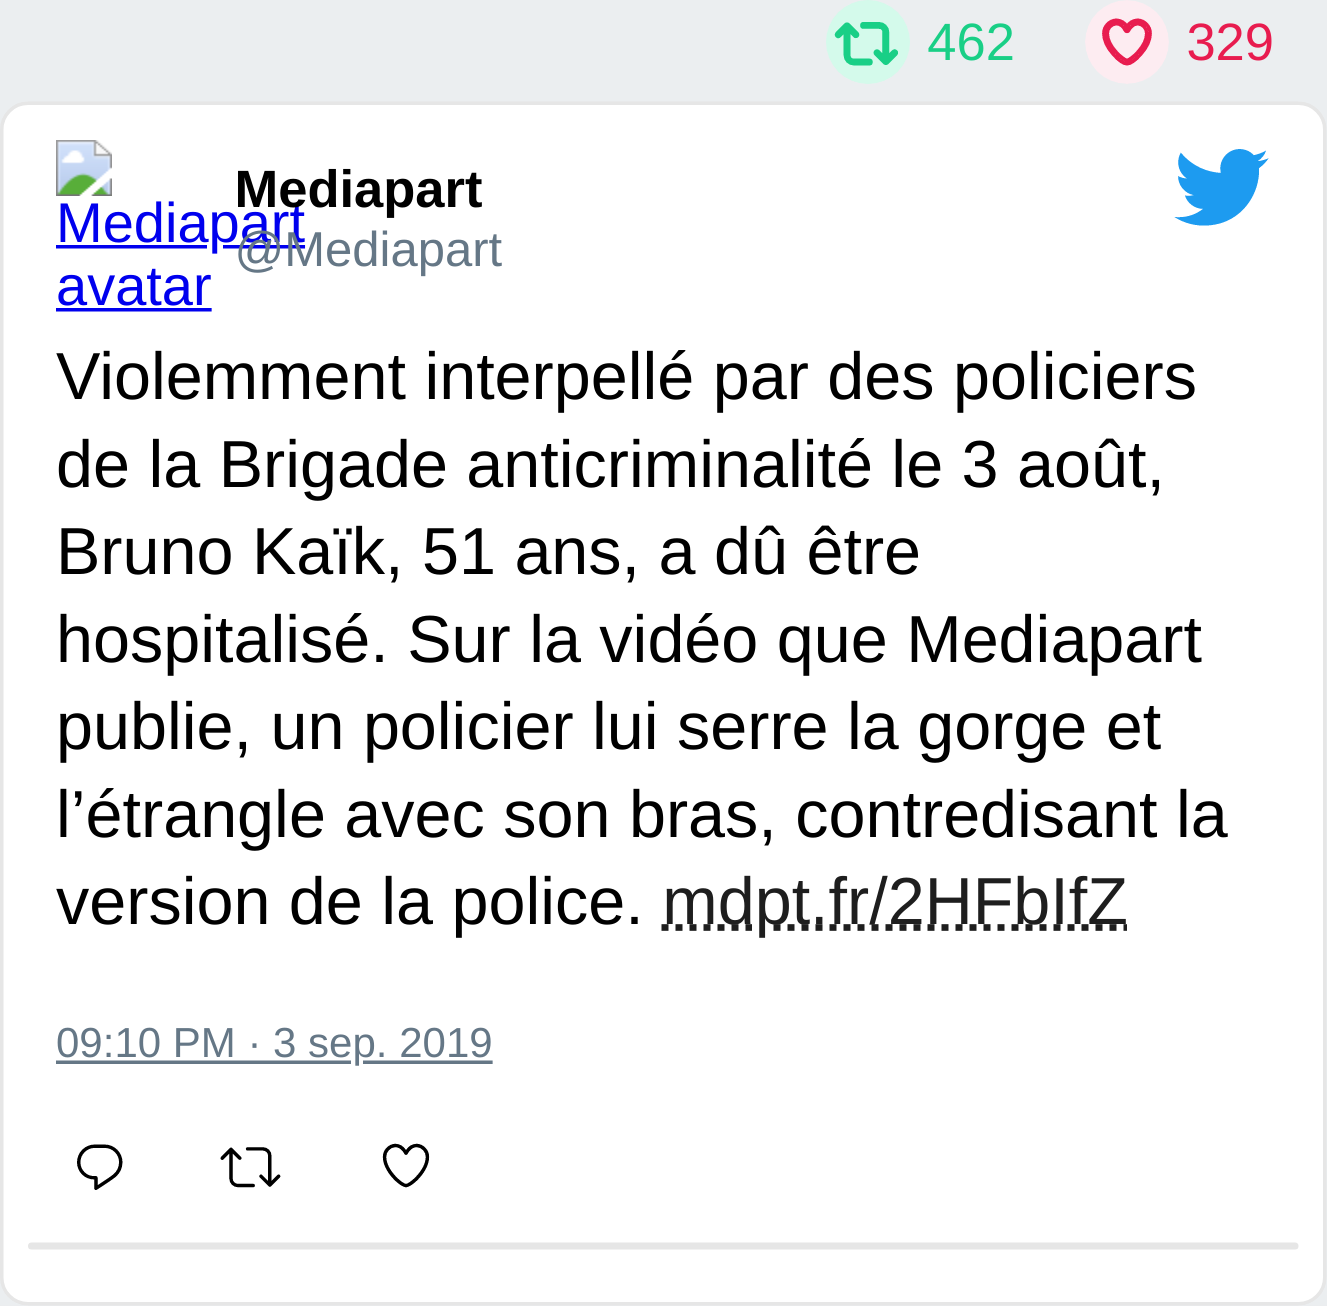 462 329
Mediapart
@Mediapart
Mediapart
avatar
Violemment interpellé par des policiers
de la Brigade anticriminalité le 3 août,
Bruno Kaïk, 51 ans, a dû être
hospitalisé. Sur la vidéo que Mediapart
publie, un policier lui serre la gorge et
l’étrangle avec son bras, contredisant la
version de la police. mdpt.fr/2HFbIfZ
09:10 PM · 3 sep. 2019